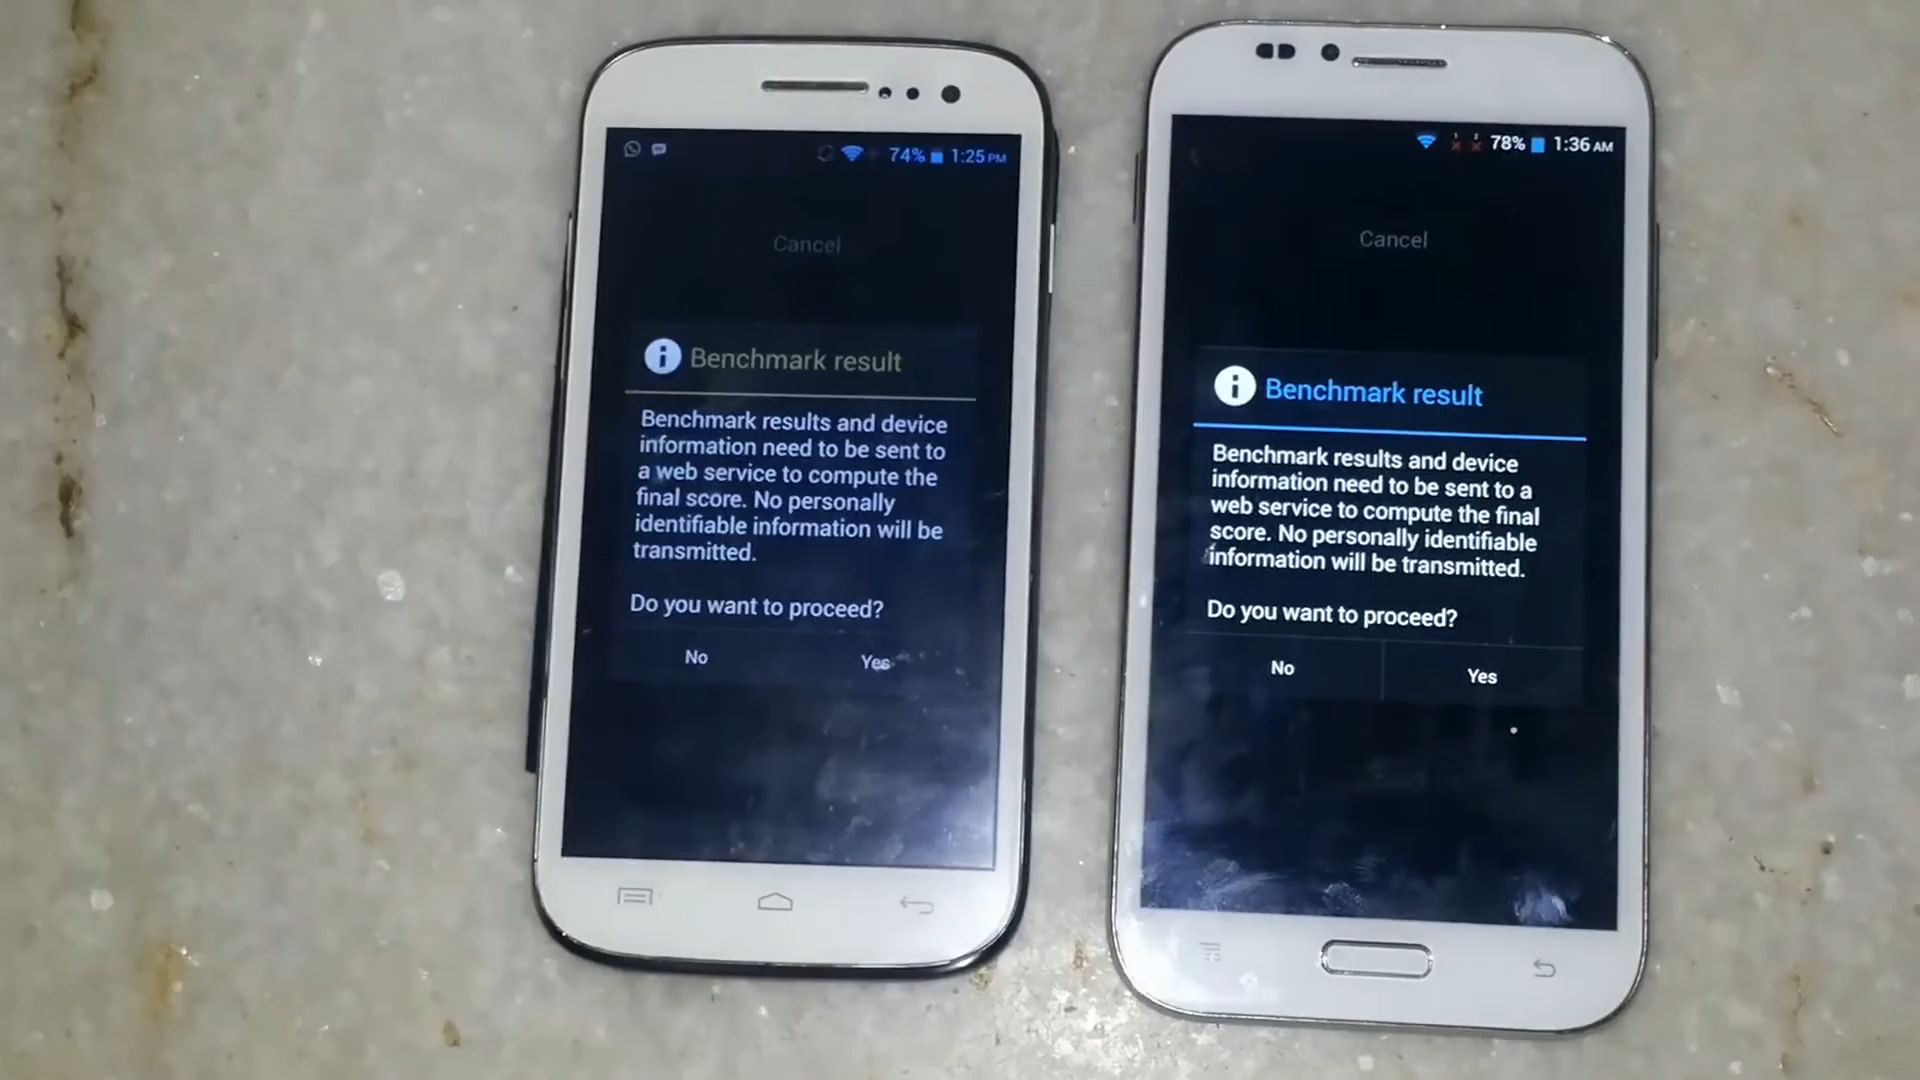 74% 1:25 PM
Cancel
Benchmark result
Benchmark results and device
information need to be sent to
a web service to compute the
final score. No personally
identifiable information will be
transmitted.
Do you want to proceed?
No Yes
1 2 78% 1:36 AM
Cancel
Benchmark result
Benchmark results and device
information need to be sent to a
web service to compute the final
score. No personally identifiable
information will be transmitted.
Do you want to proceed?
No Yes